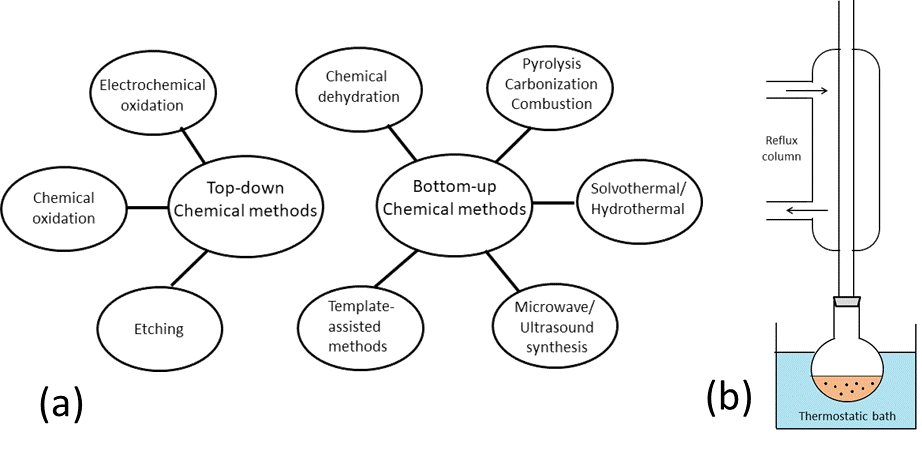 Electrochemical
oxidation
Chemical
oxidation
Top-down
Chemical methods
Etching
Chemical
dehydration
Pyrolysis
Carbonization
Combustion
Bottom-up
Chemical methods
Solvothermal/
Hydrothermal
Template-
assisted
methods
Microwave/
Ultrasound
synthesis
(a)
Reflux
column
Thermostatic bath
(b)